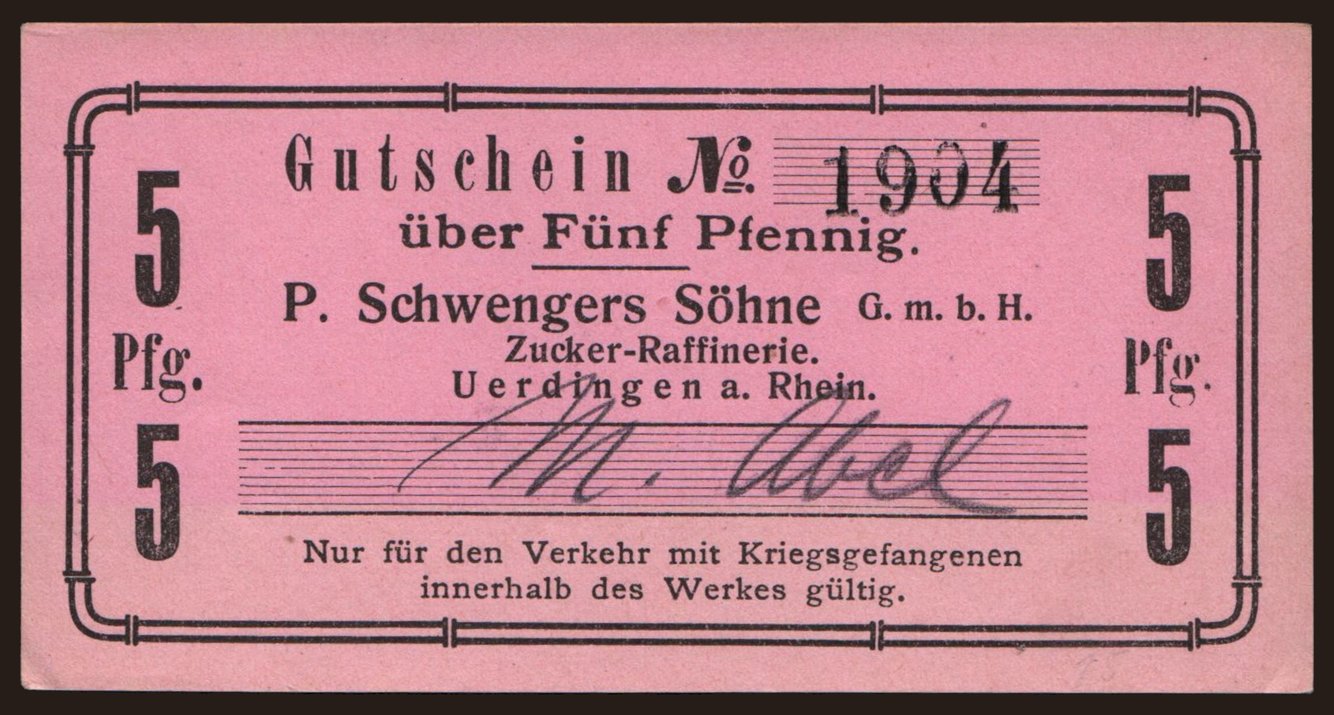 Gutschein No. 1904
über Fünf Pfennig.
P. Schwengers Söhne G. m. b. H.
Zucker-Raffinerie.
Uerdingen a. Rhein.
M. Abel
Nur für den Verkehr mit Kriegsgefangenen
innerhalb des Werkes gültig.
5
Pfg.
5
5
Pfg.
5